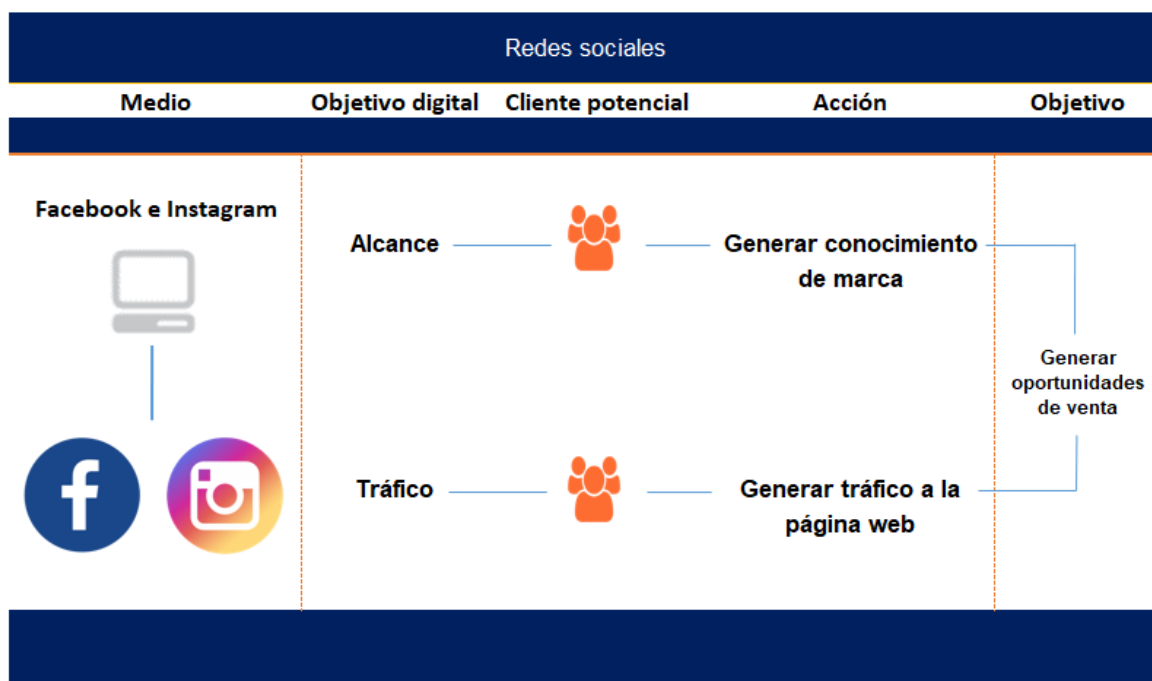 Redes sociales
Medio
Objetivo digital
Cliente potencial
Acción
Objetivo
Facebook e Instagram
Alcance
Generar conocimiento
de marca
Generar
oportunidades
de venta
Tráfico
Generar tráfico a la
página web